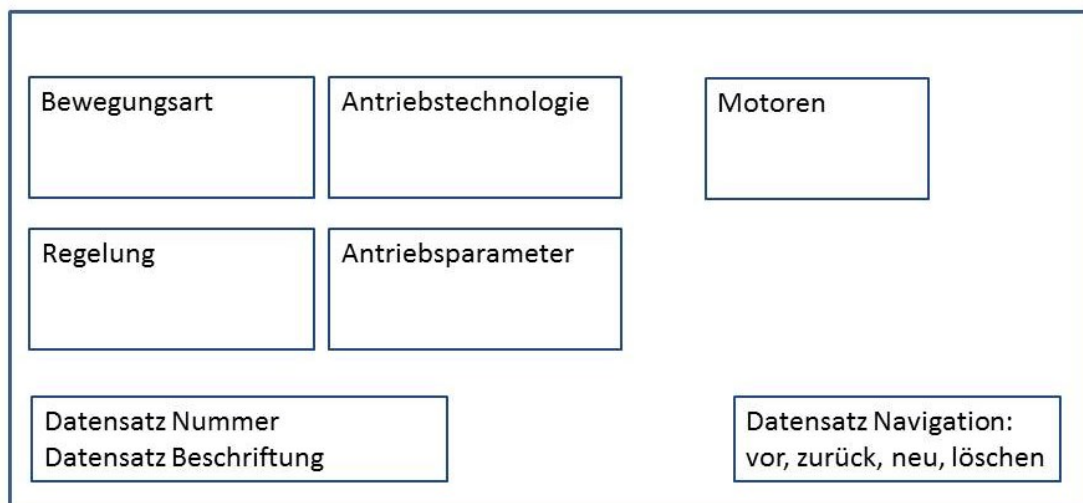 Bewegungsart
Antriebstechnologie
Motoren
Regelung
Antriebsparameter
Datensatz Nummer
Datensatz Beschriftung
Datensatz Navigation:
vor, zurück, neu, löschen